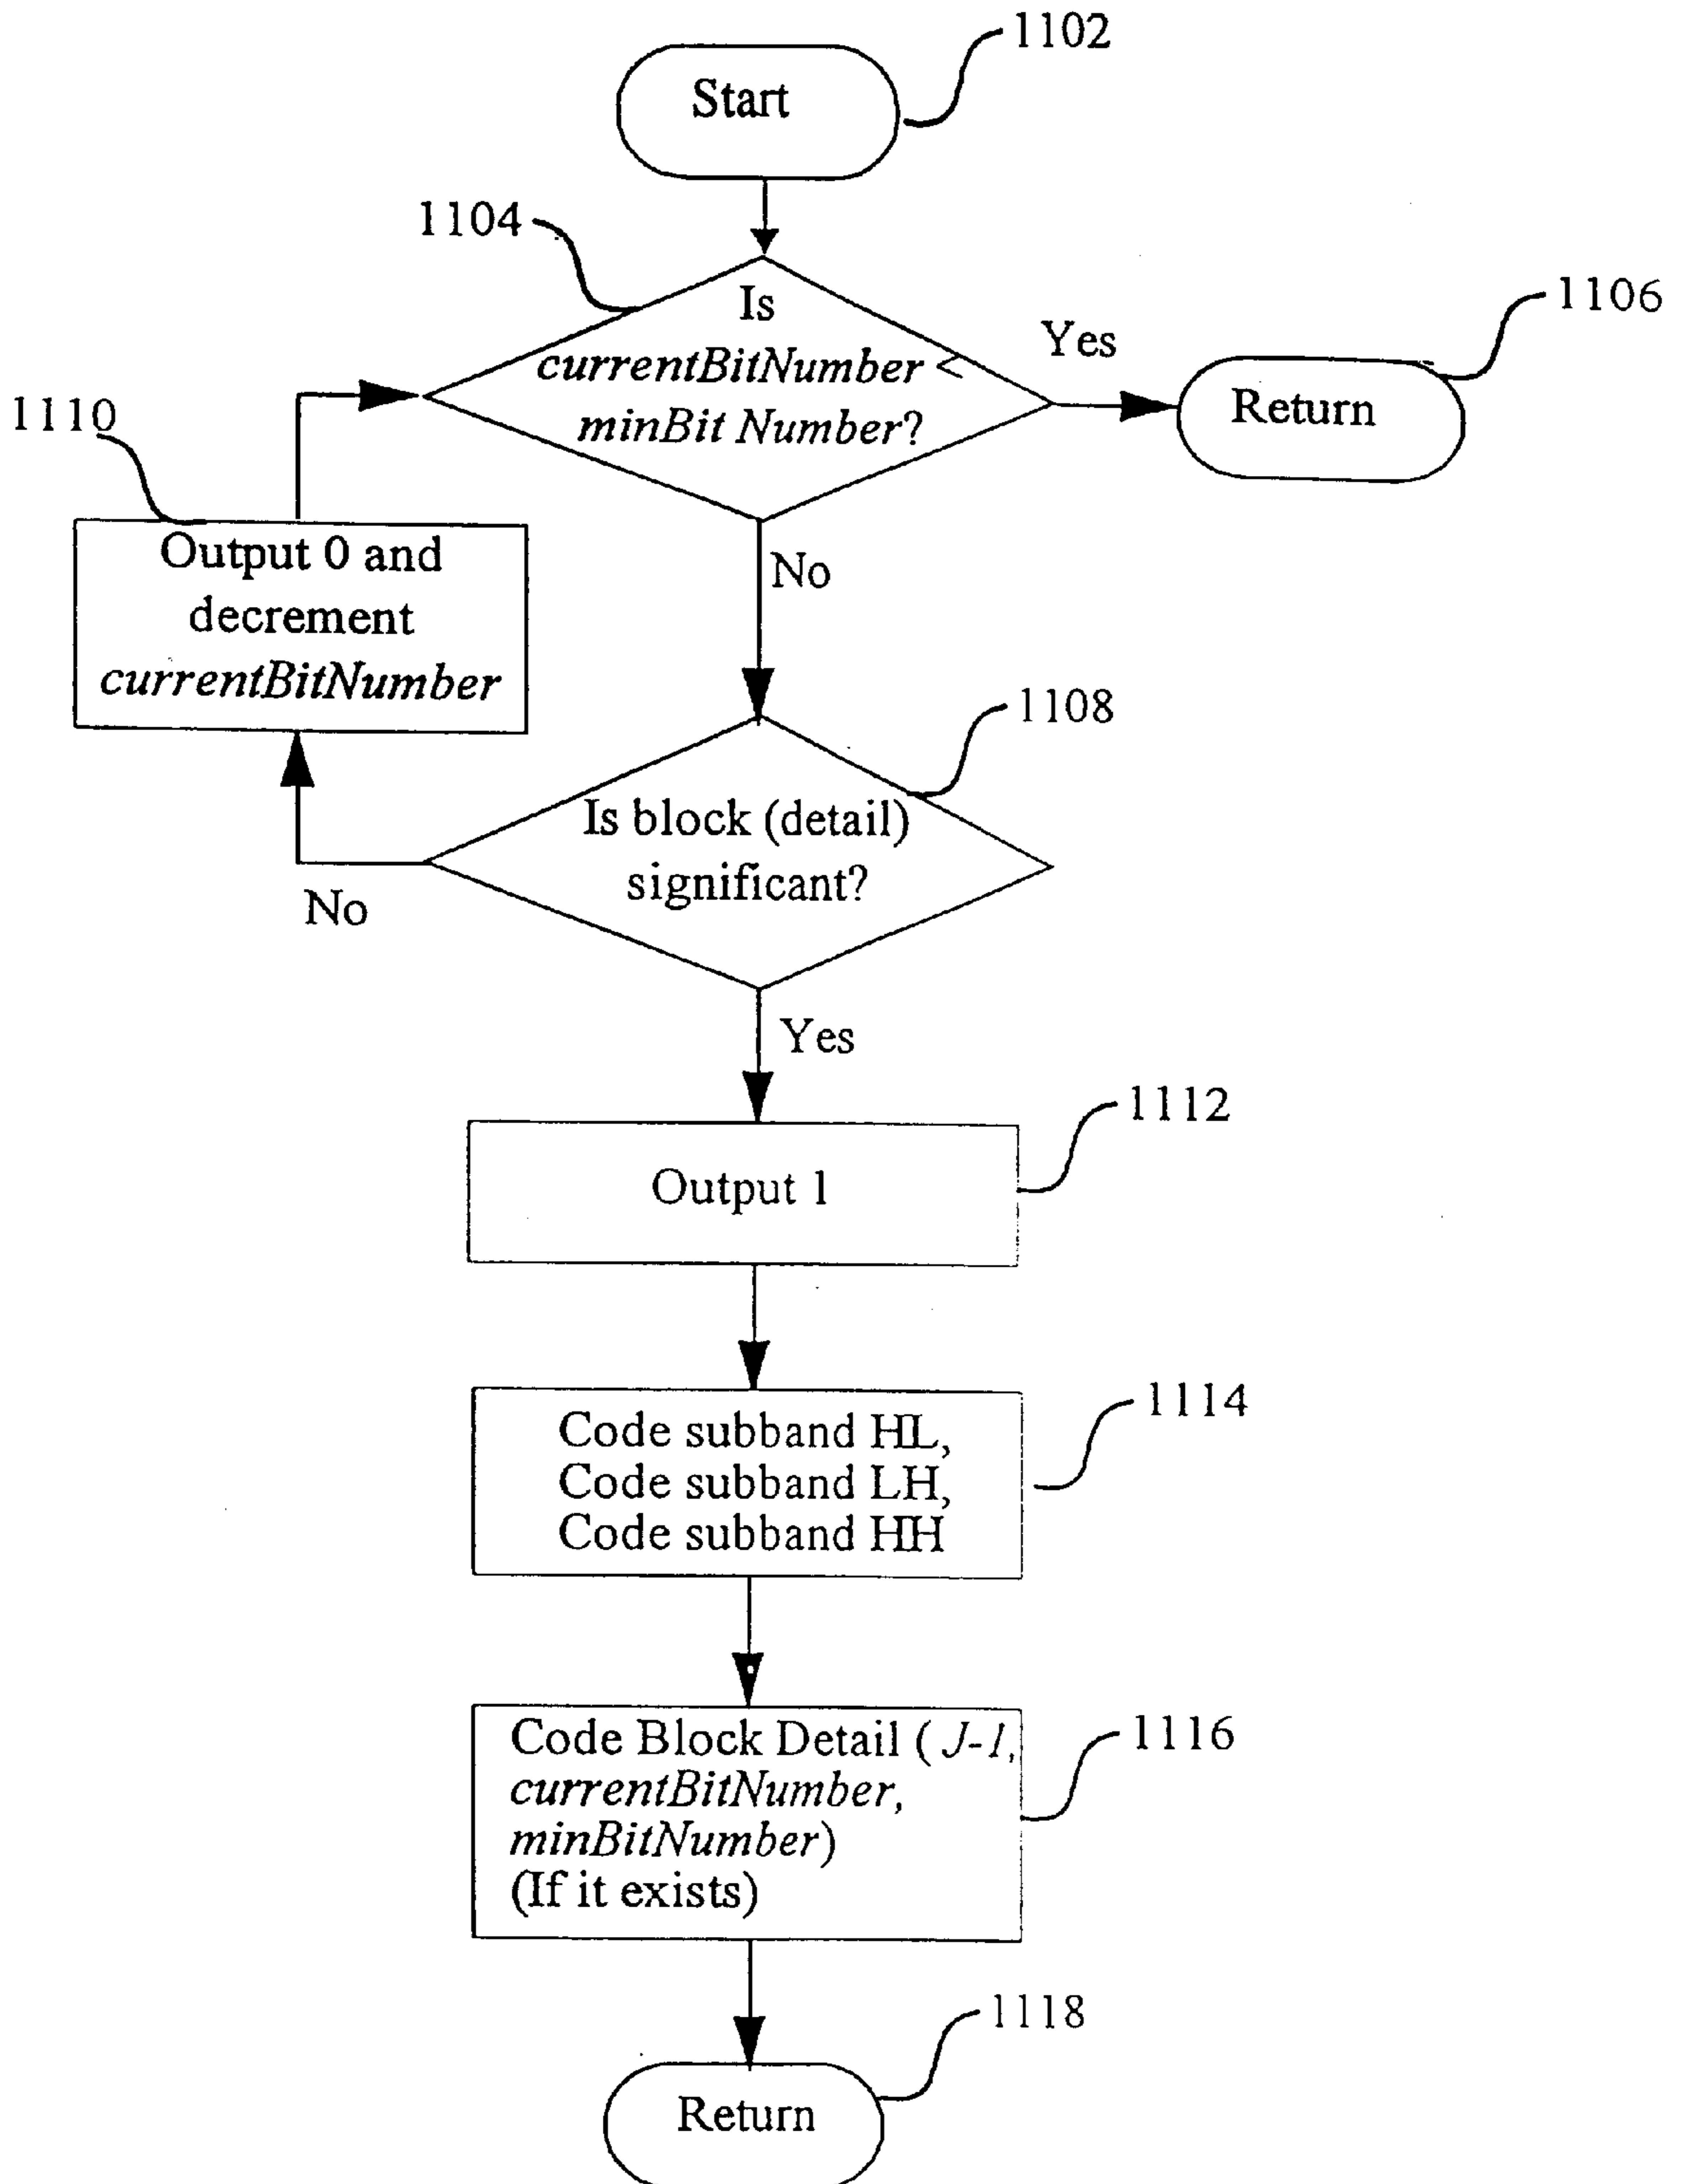 1102
Start
1104
Is
currentBitNumber <
minBit Number?
Yes
1106
Return
1110
Output 0 and
decrement
currentBitNumber
No
1108
Is block (detail)
significant?
No
Yes
1112
Output 1
1114
Code subband HL,
Code subband LH,
Code subband HH
1116
Code Block Detail ( J-1,
currentBitNumber,
minBitNumber)
(If it exists)
1118
Return